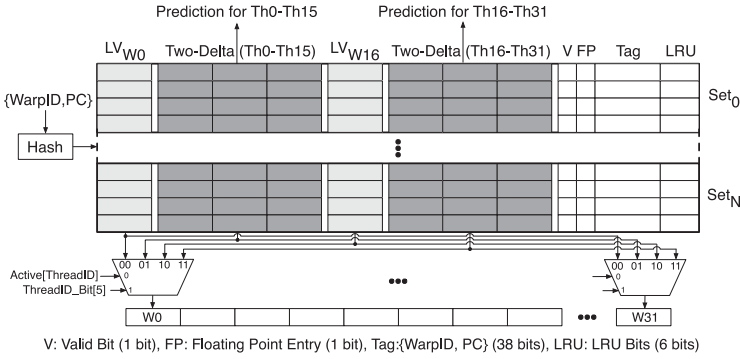 Prediction for Th0-Th15 Prediction for Th16-Th31
LVW0 Two-Delta (Th0-Th15) LVW16 Two-Delta (Th16-Th31) V FP Tag LRU
{WarpID,PC}
Hash
Set0
SetN
00 01 10 11 00 01 10 11
Active[ThreadID] 0 0
ThreadID_Bit[5] 1 1
W0 W31
V: Valid Bit (1 bit), FP: Floating Point Entry (1 bit), Tag:{WarpID, PC} (38 bits), LRU: LRU Bits (6 bits)